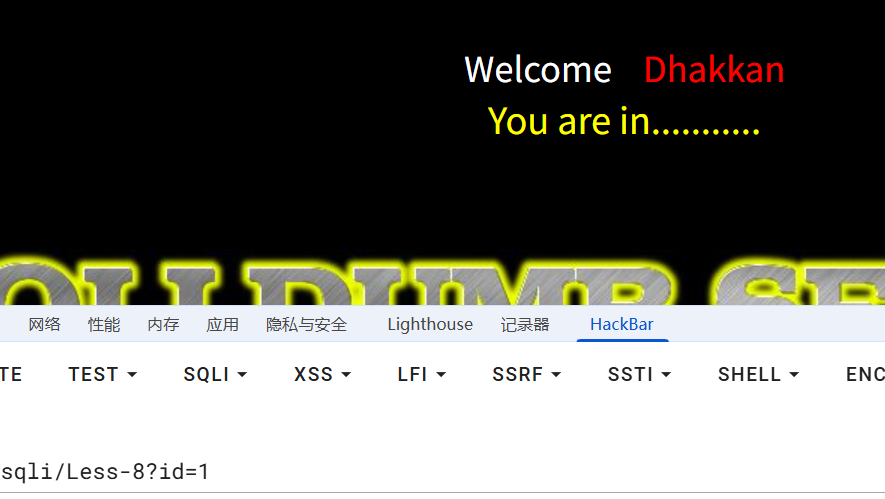 Welcome Dhakkan
You are in...........
网络 性能 内存 应用 隐私与安全 Lighthouse 记录器 HackBar
TE TEST SQLI XSS LFI SSRF SSTI SHELL ENC
sqli/Less-8?id=1